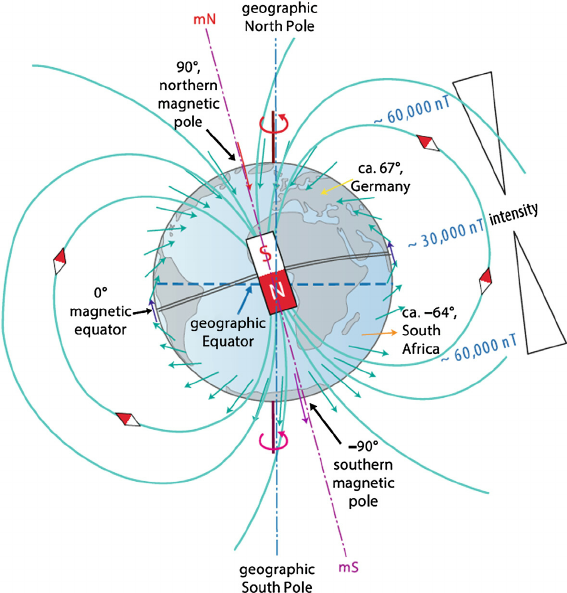 mN
geographic
North Pole
90°,
northern
magnetic
pole
~ 60,000 nT
ca. 67°,
Germany
~ 30,000 nT
intensity
S
N
0°
magnetic
equator
geographic
Equator
ca. –64°,
South
Africa
~ 60,000 nT
–90°
southern
magnetic
pole
geographic
South Pole
mS